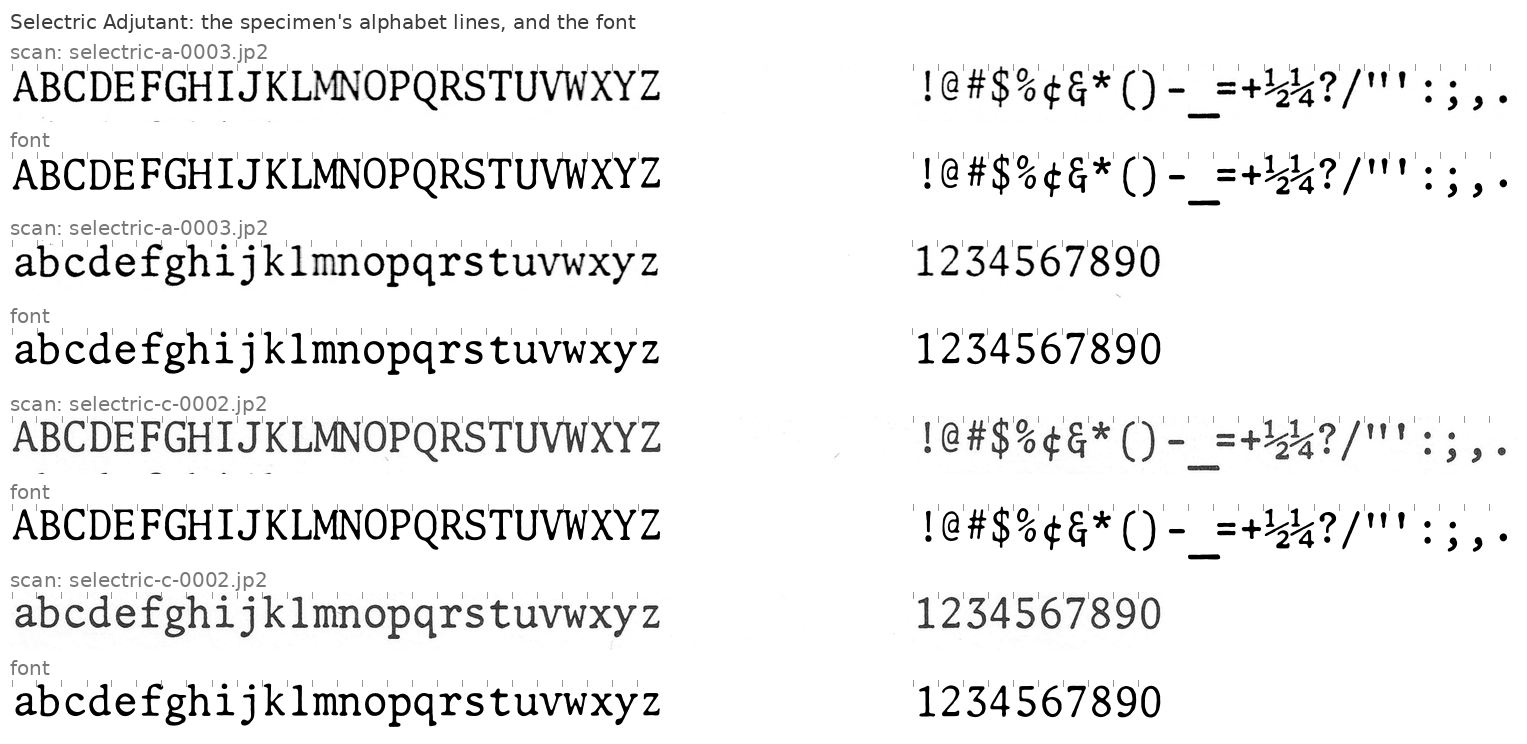 Selectric Adjutant: the specimen's alphabet lines, and the font
scan: selectric-a-0003.jp2
ABCDEFGHIJKLMNOPQRSTUVWXYZ !@#$%¢&*()-_=+½¼?/"':;,.
font
ABCDEFGHIJKLMNOPQRSTUVWXYZ !@#$%¢&*()-_=+½¼?/"':;,.
scan: selectric-a-0003.jp2
abcdefghijklmnopqrstuvwxyz 1234567890
font
abcdefghijklmnopqrstuvwxyz 1234567890
scan: selectric-c-0002.jp2
ABCDEFGHIJKLMNOPQRSTUVWXYZ !@#$%¢&*()-_=+½¼?/"':;,.
font
ABCDEFGHIJKLMNOPQRSTUVWXYZ !@#$%¢&*()-_=+½¼?/"':;,.
scan: selectric-c-0002.jp2
abcdefghijklmnopqrstuvwxyz 1234567890
font
abcdefghijklmnopqrstuvwxyz 1234567890